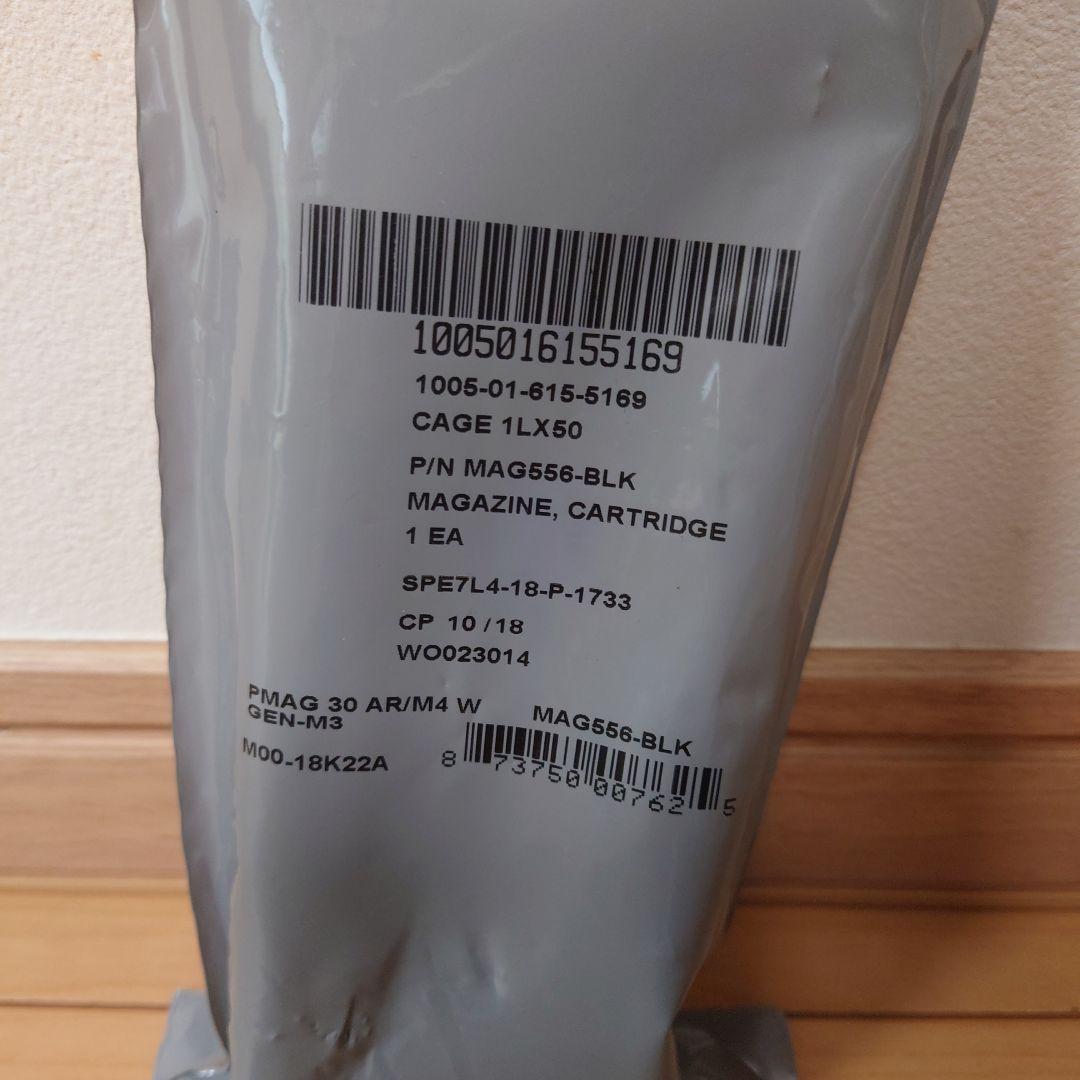 1005016155169
1005-01-615-5169
CAGE 1LX50
P/N MAG556-BLK
MAGAZINE, CARTRIDGE
1 EA
SPE7L4-18-P-1733
CP 10/18
WO023014
PMAG 30 AR/M4 W
GEN-M3
M00-18K22A
MAG556-BLK
8 73750 00762 5